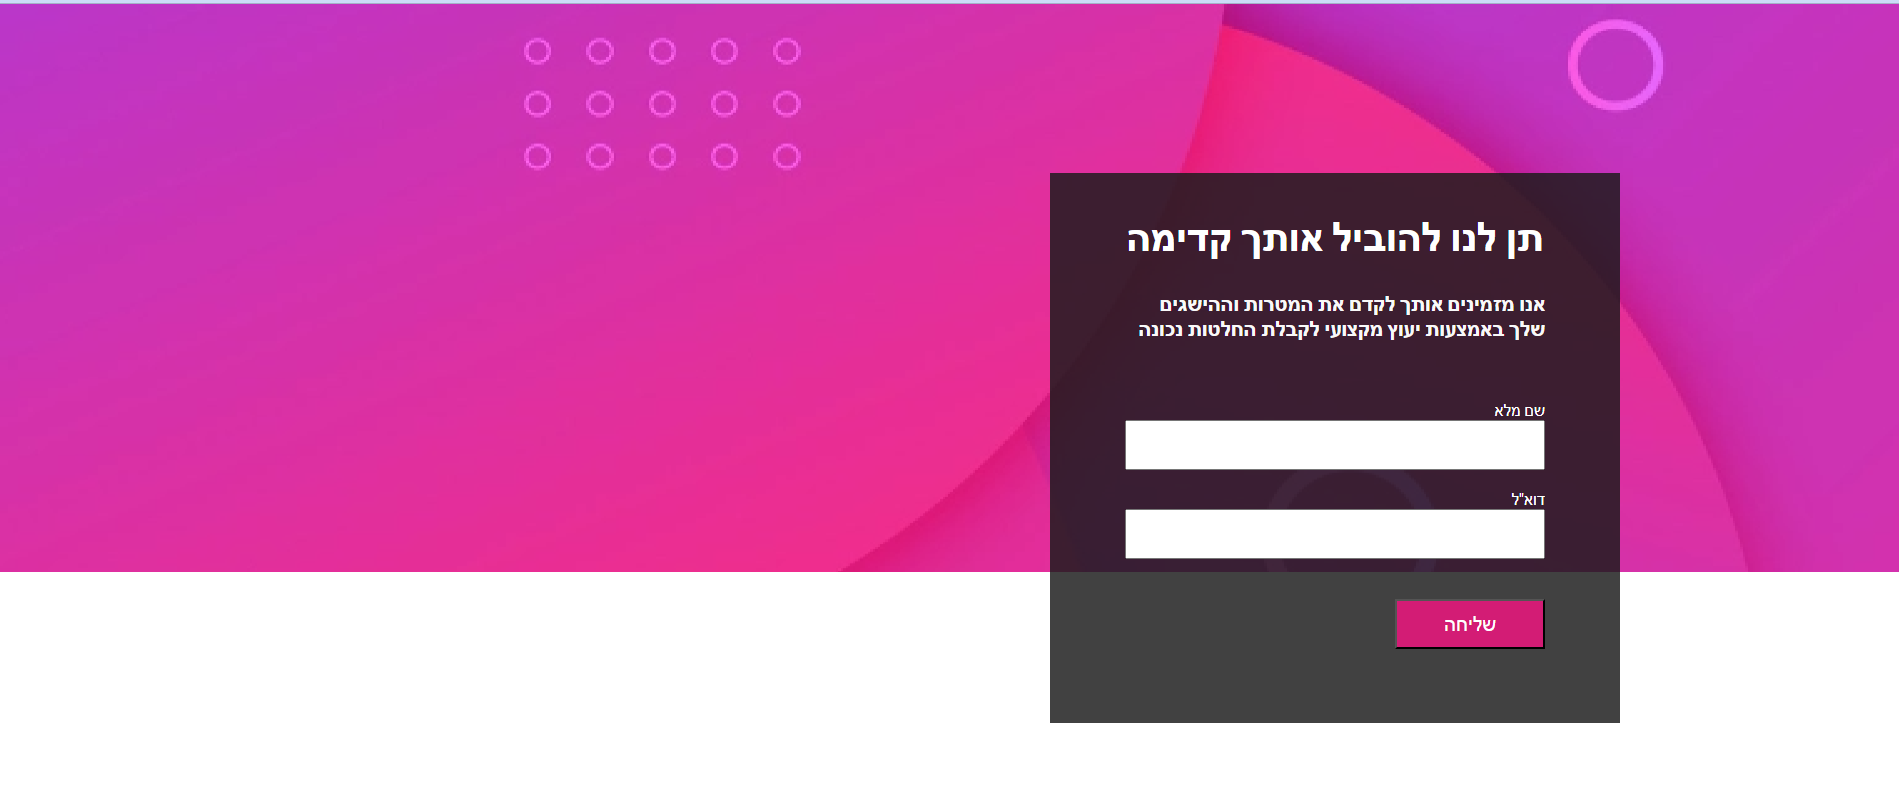 תן לנו להוביל אותך קדימה
אנו מזמינים אותך לקדם את המטרות וההישגים
שלך באמצעות יעוץ מקצועי לקבלת החלטות נכונה
שם מלא
דוא"ל
שליחה